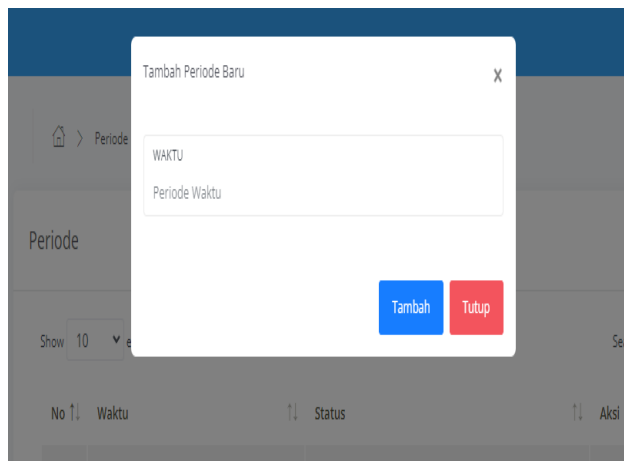 Tambah Periode Baru
x
> Periode
WAKTU
Periode Waktu
Periode
Tambah Tutup
Show 10
No Waktu Status Aksi